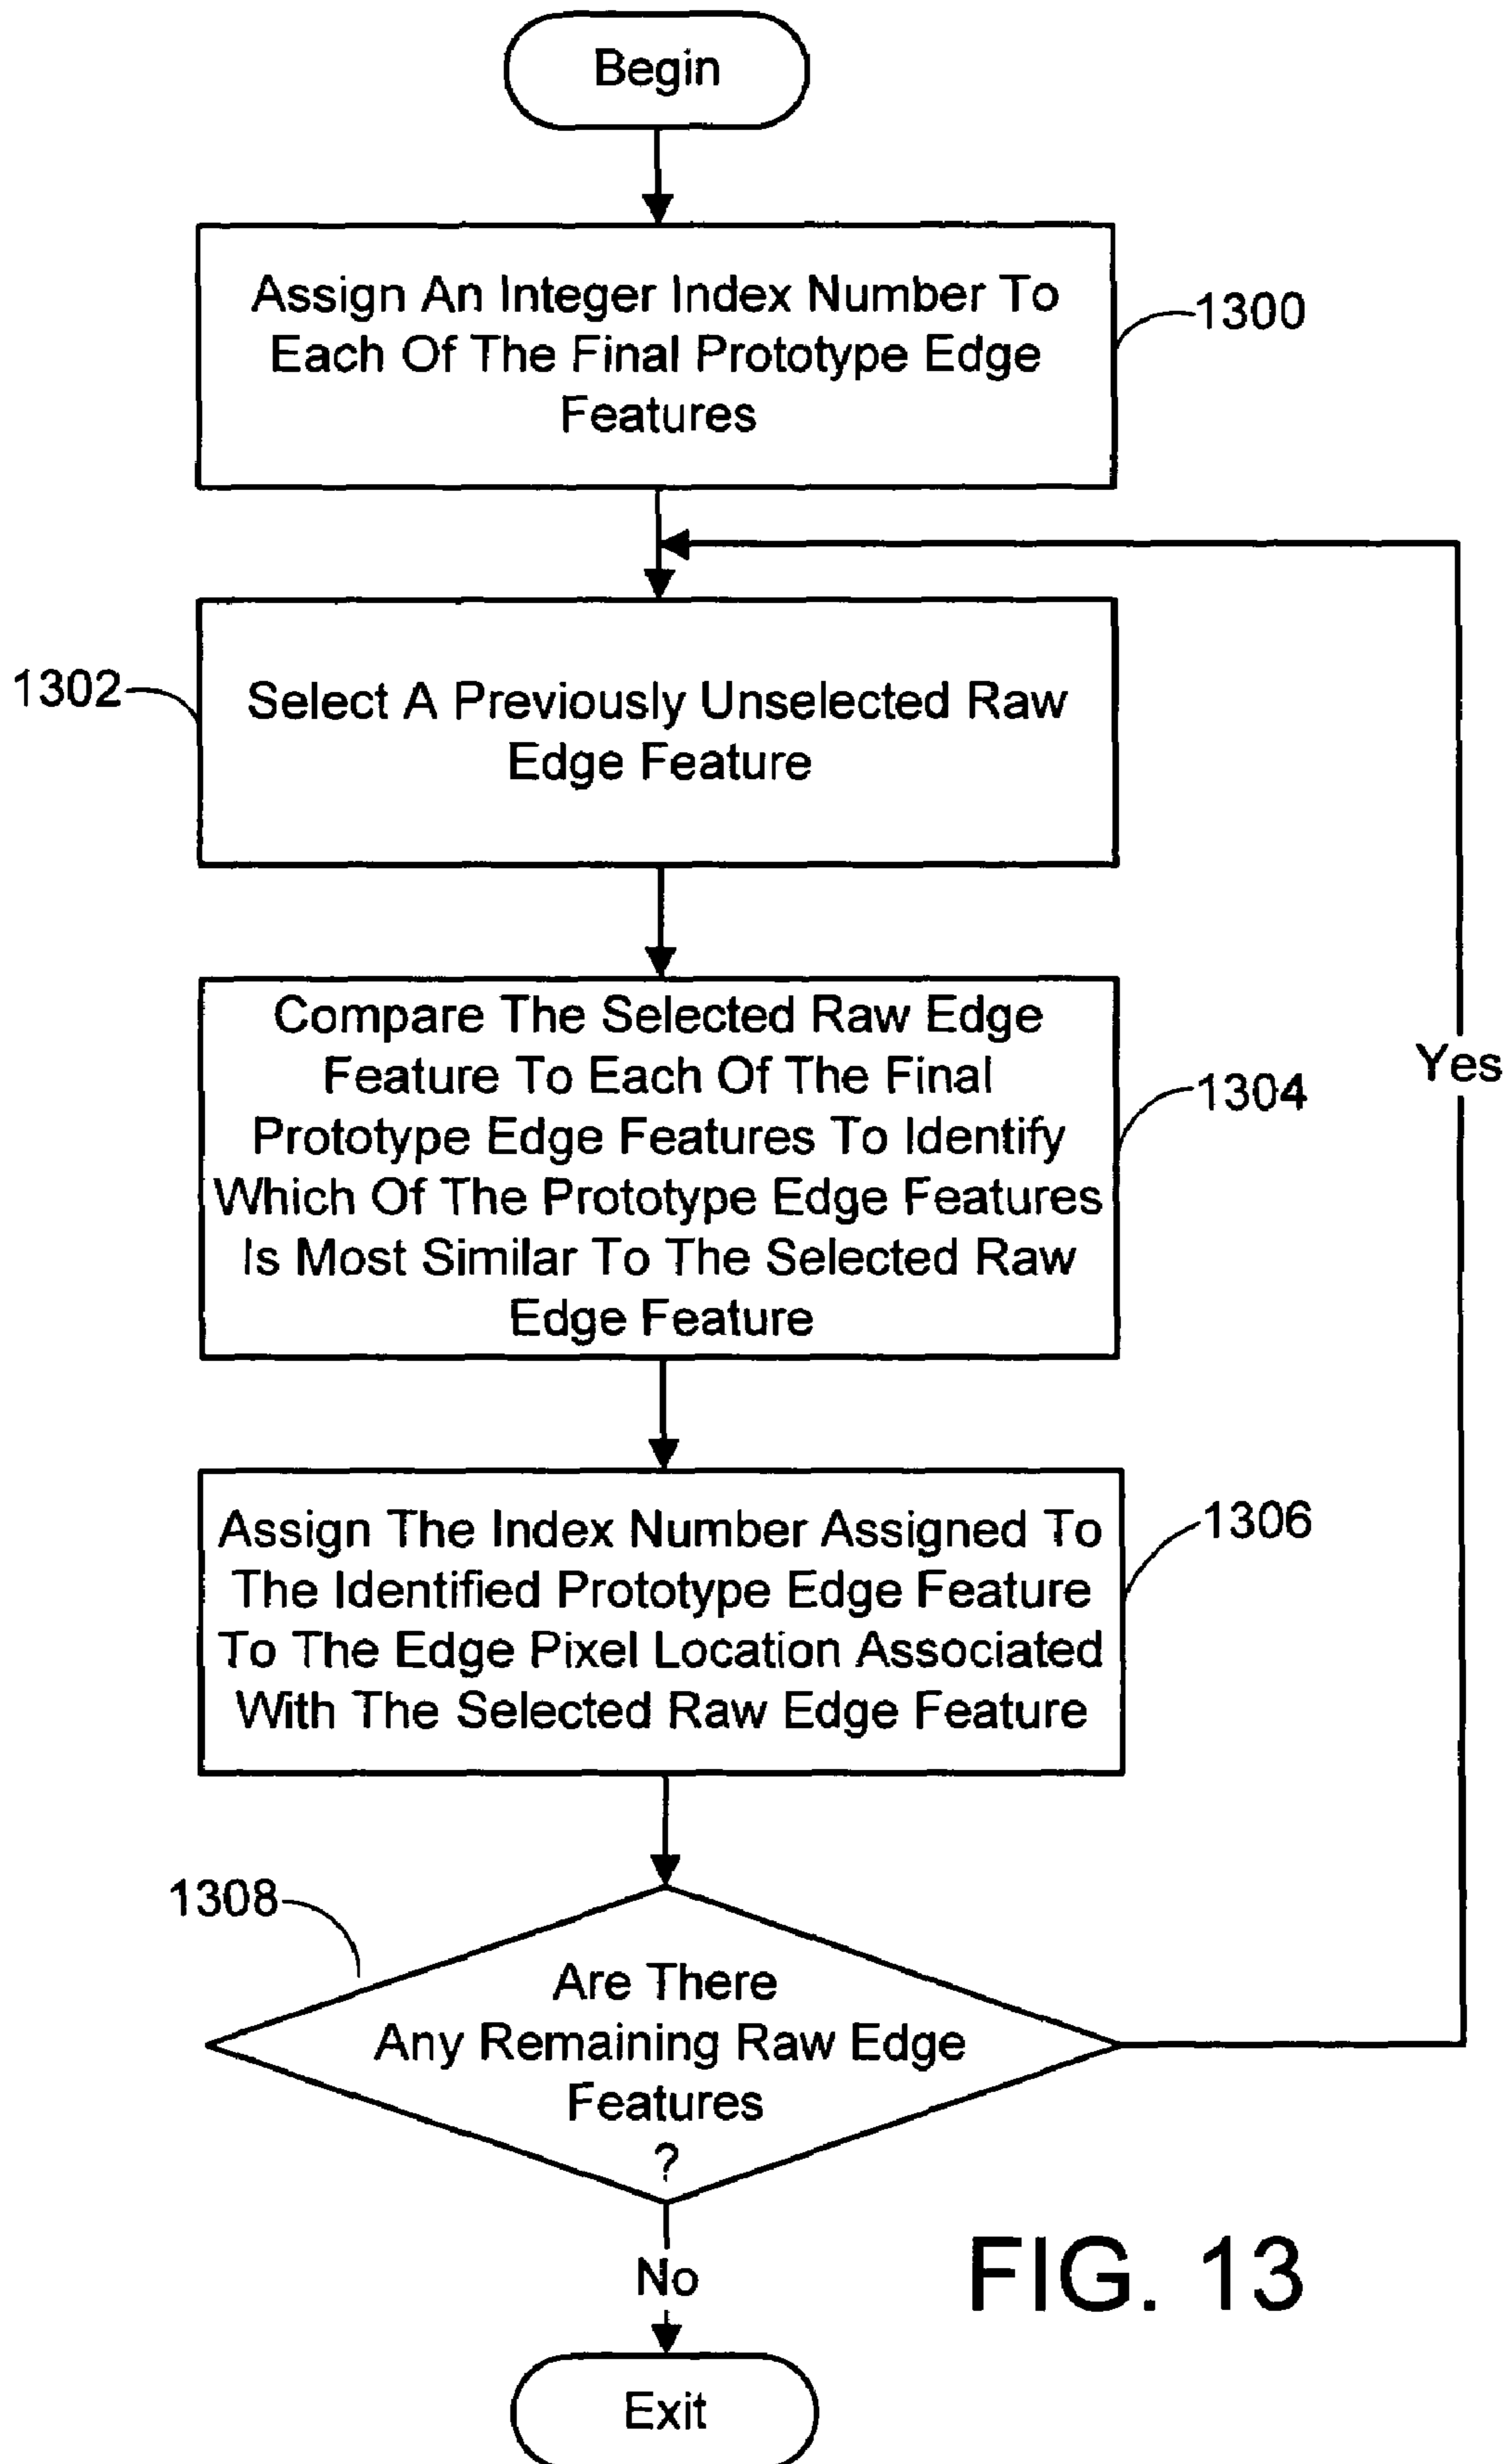 Begin
Assign An Integer Index Number To
Each Of The Final Prototype Edge
Features
1300
1302
Select A Previously Unselected Raw
Edge Feature
Compare The Selected Raw Edge
Feature To Each Of The Final
Prototype Edge Features To Identify
Which Of The Prototype Edge Features
Is Most Similar To The Selected Raw
Edge Feature
1304
Yes
Assign The Index Number Assigned To
The Identified Prototype Edge Feature
To The Edge Pixel Location Associated
With The Selected Raw Edge Feature
1306
1308
Are There
Any Remaining Raw Edge
Features
?
No
FIG. 13
Exit